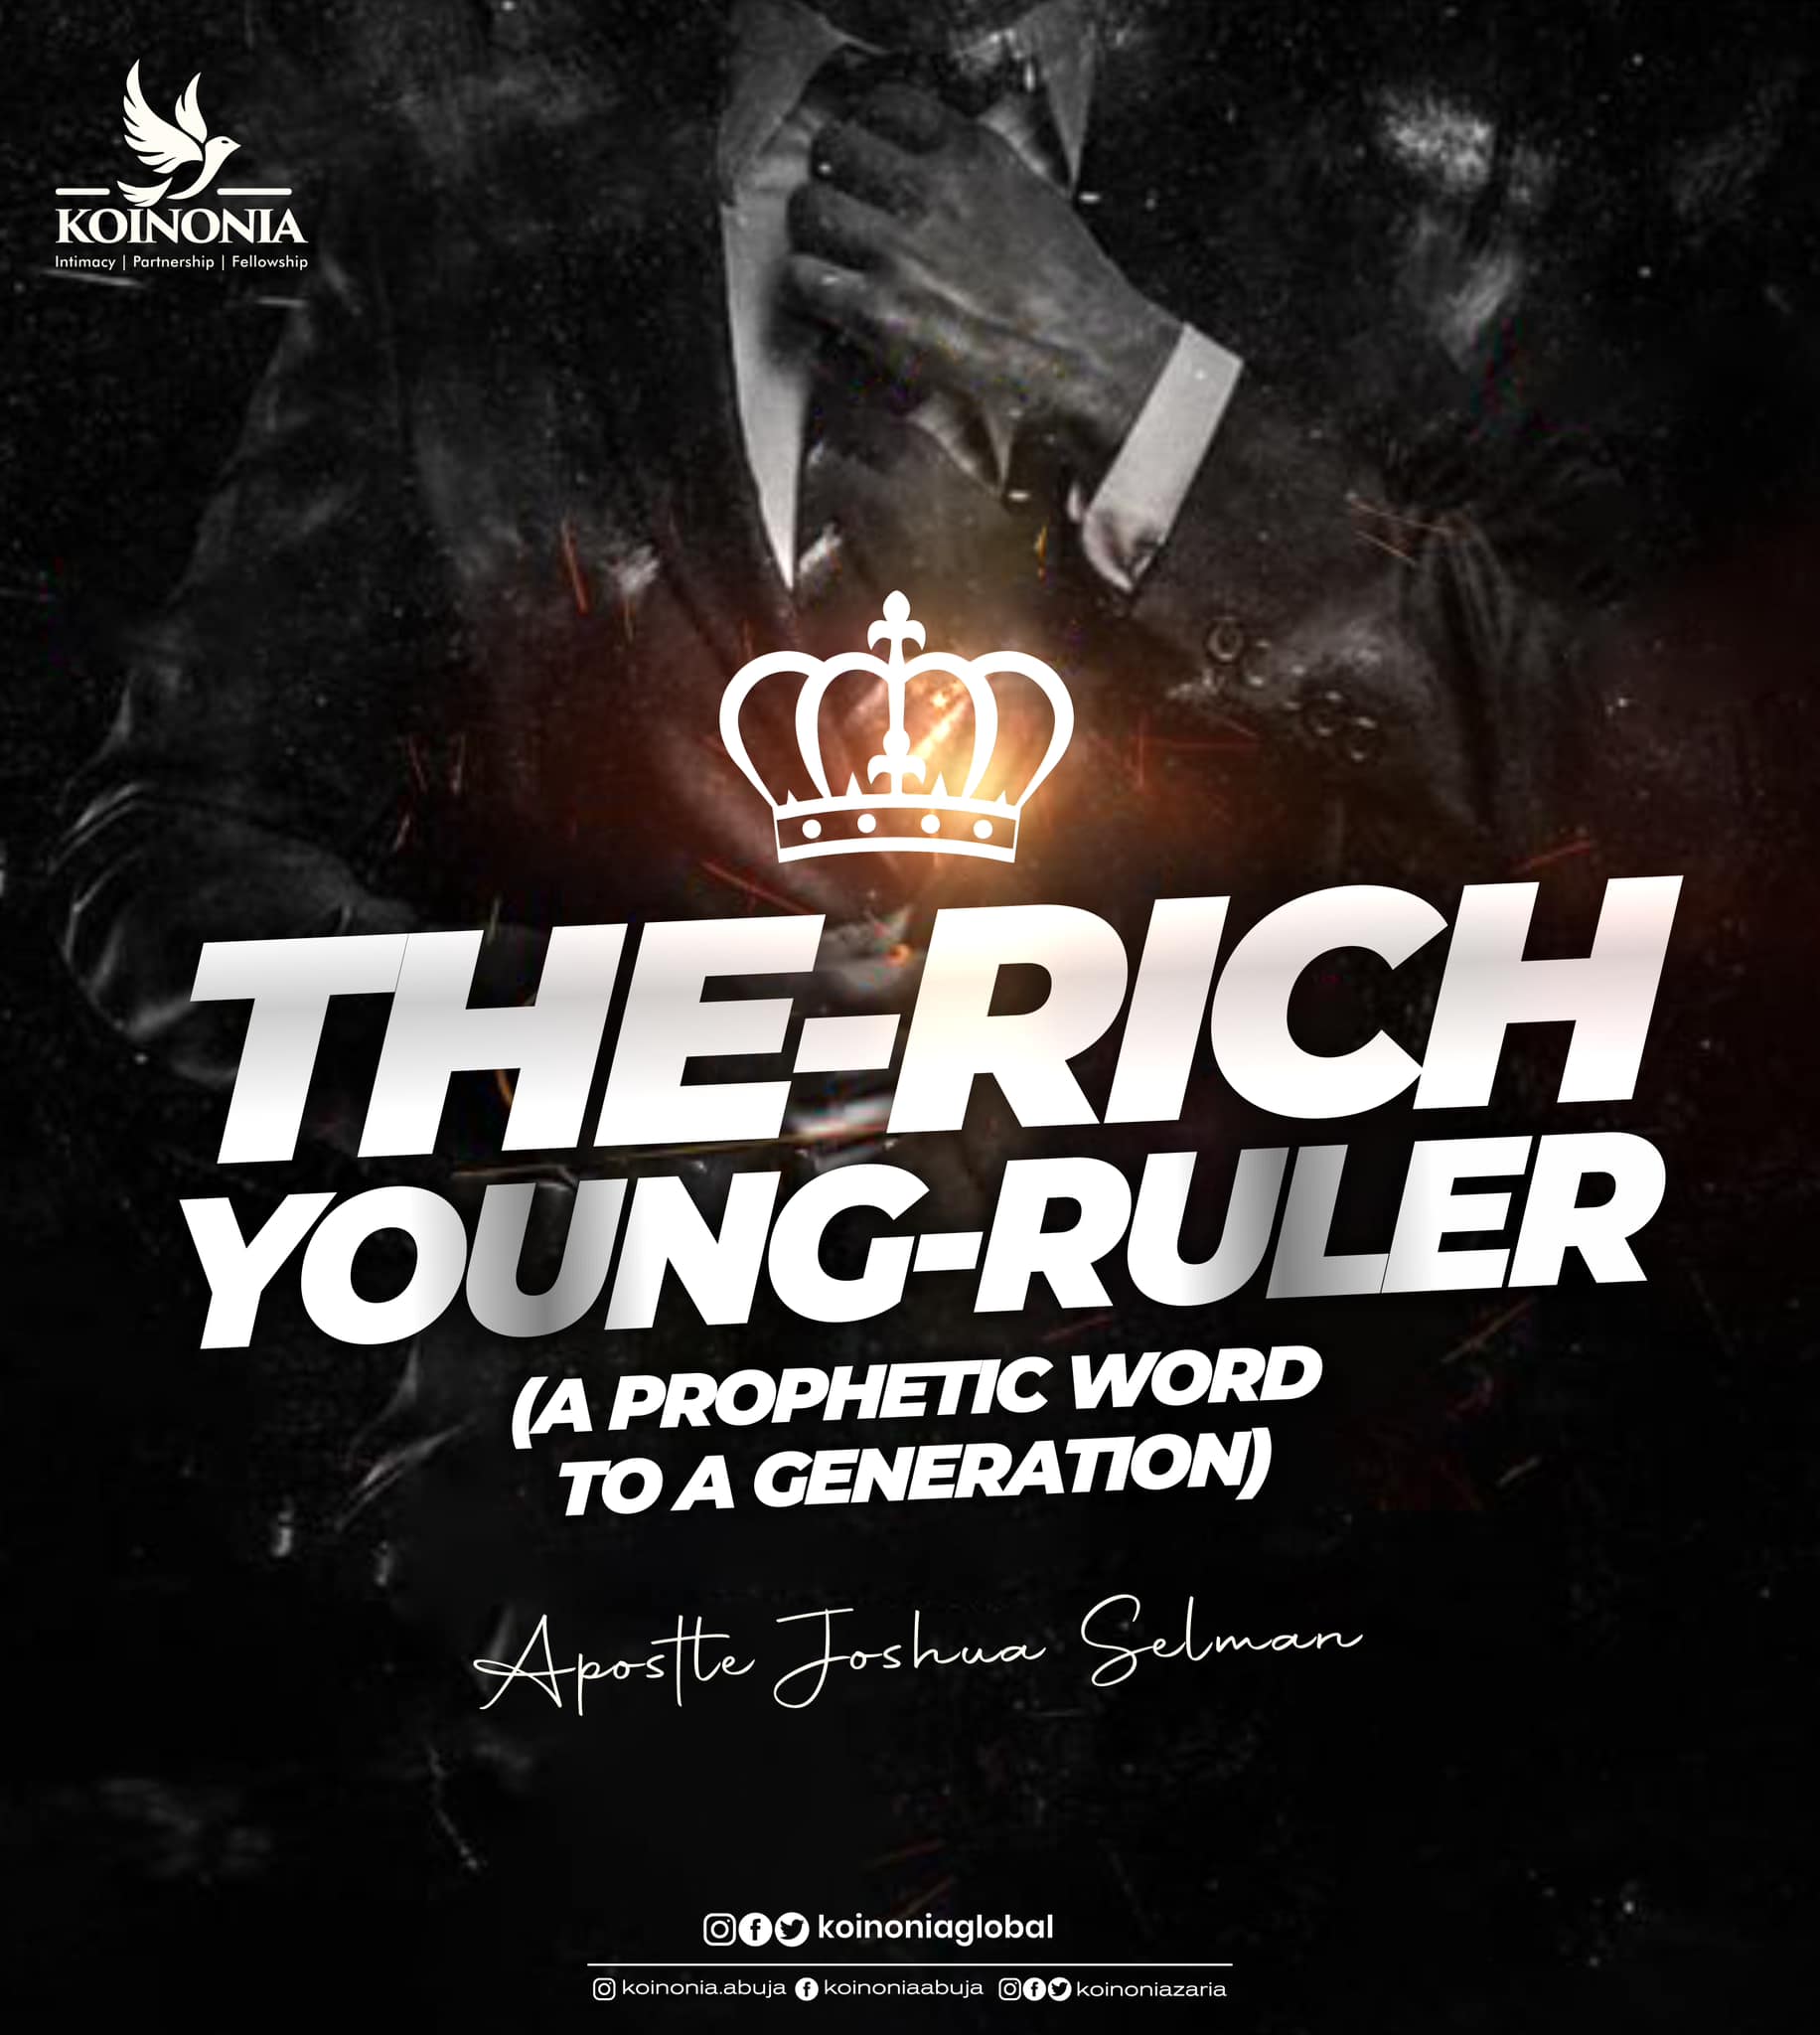 KOINONIA
Intimacy | Partnership | Fellowship
THE-RICH
YOUNG-RULER
(A PROPHETIC WORD
TO A GENERATION)
Apostle Joshua Selman
koinoniaglobal
koinonia.abuja koinoniaabuja koinoniazaria